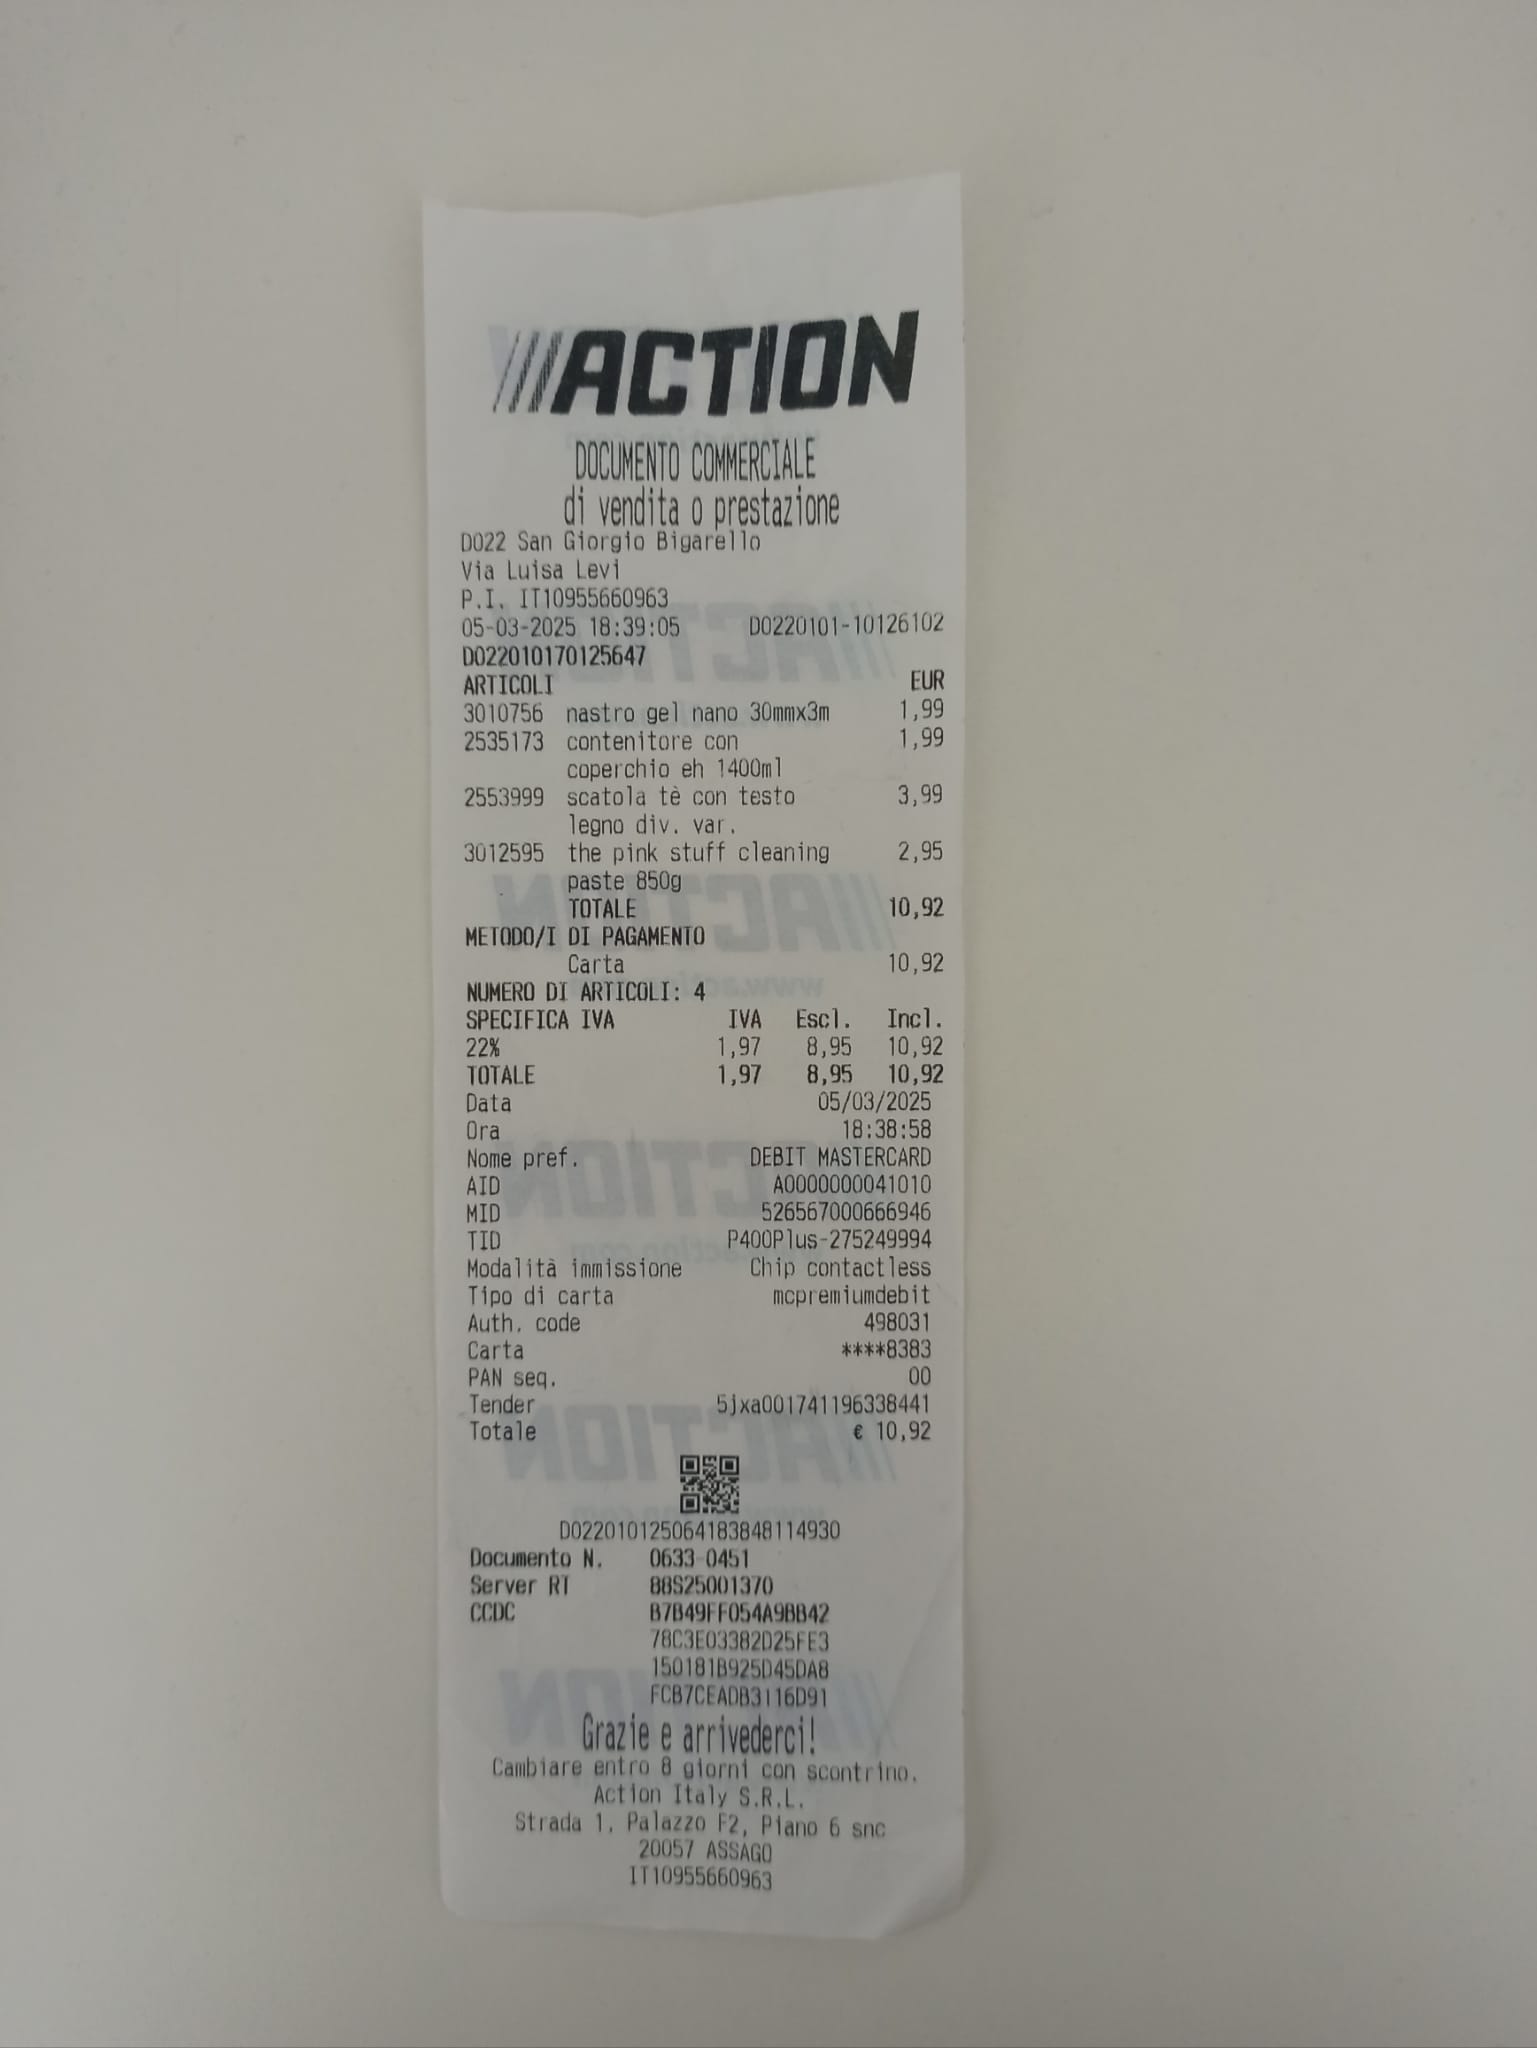 ACTION
DOCUMENTO COMMERCIALE
di vendita o prestazione
D022 San Giorgio Bigarello
Via Luisa Levi
P.I. IT10955660963
05-03-2025 18:39:05 D0220101-10126102
D022010170125647
ARTICOLI EUR
3010756 nastro gel nano 30mmx3m 1,99
2535173 contenitore con 1,99
coperchio eh 1400ml
2553999 scatola tè con testo 3,99
legno div. var.
3012595 the pink stuff cleaning 2,95
paste 850g
TOTALE 10,92
METODO/I DI PAGAMENTO
Carta 10,92
NUMERO DI ARTICOLI: 4
SPECIFICA IVA IVA Escl. Incl.
22% 1,97 8,95 10,92
TOTALE 1,97 8,95 10,92
Data 05/03/2025
Ora 18:38:58
Nome pref. DEBIT MASTERCARD
AID A0000000041010
MID 526567000666946
TID P400Plus-275249994
Modalità immissione Chip contactless
Tipo di carta mcpremiumdebit
Auth. code 498031
Carta ****8383
PAN seq. 00
Tender 5jxa001741196338441
Totale € 10,92
D0220101250641838481 14930
Documento N. 0633-0451
Server RT 88S25001370
CCDC B7B49FF054A9BB42
78C3E03382D25FE3
150181B925D45DA8
FCB7CEADB3116D91
Grazie e arrivederci!
Cambiare entro 8 giorni con scontrino.
Action Italy S.R.L.
Strada 1, Palazzo F2, Piano 6 snc
20057 ASSAGO
IT10955660963